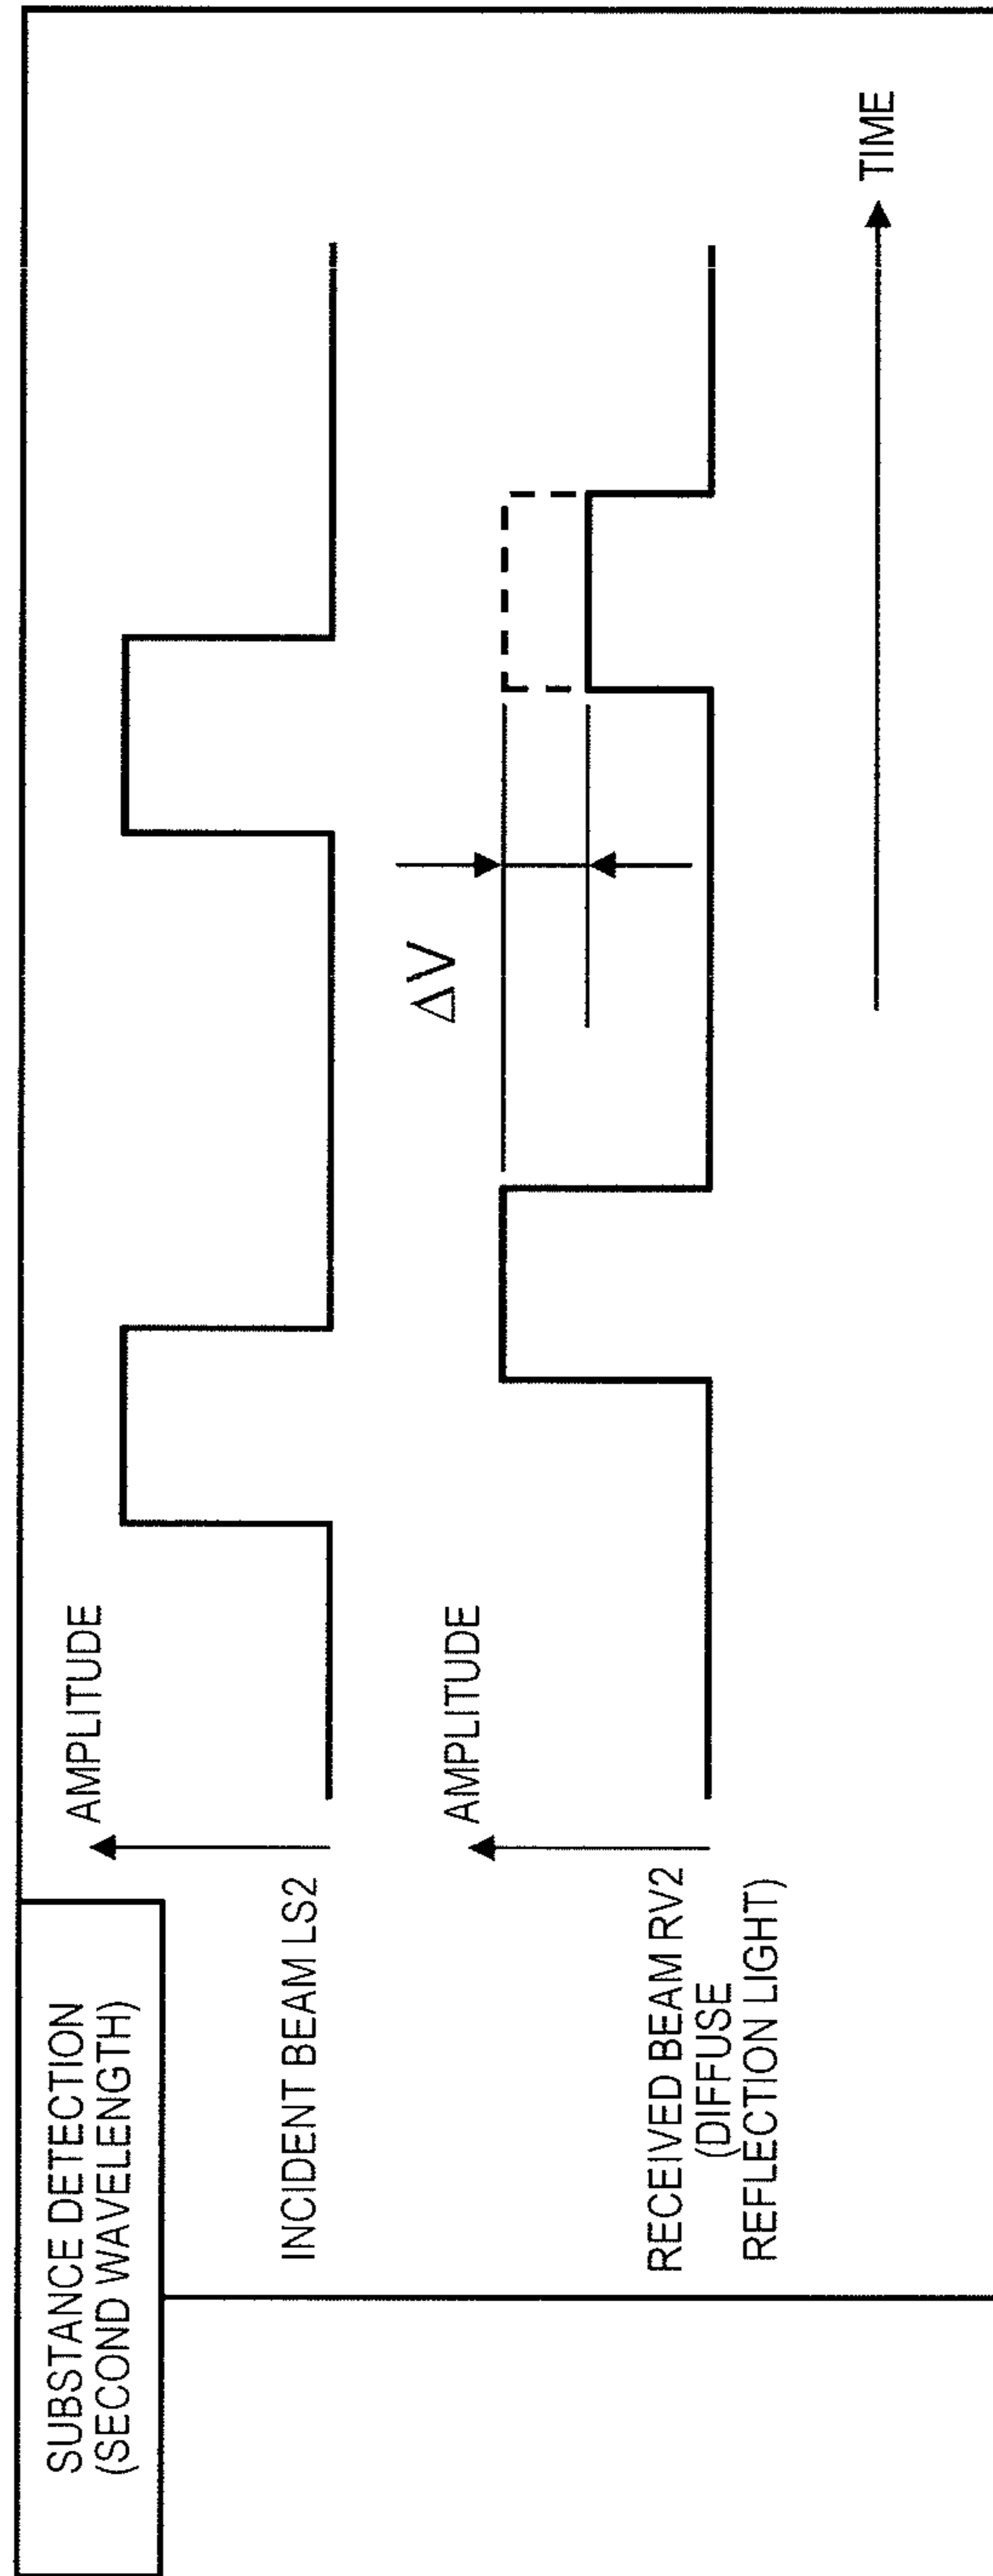 SUBSTANCE DETECTION
(SECOND WAVELENGTH)
AMPLITUDE
INCIDENT BEAM LS2
AMPLITUDE
ΔV
RECEIVED BEAM RV2
(DIFFUSE
REFLECTION LIGHT)
TIME